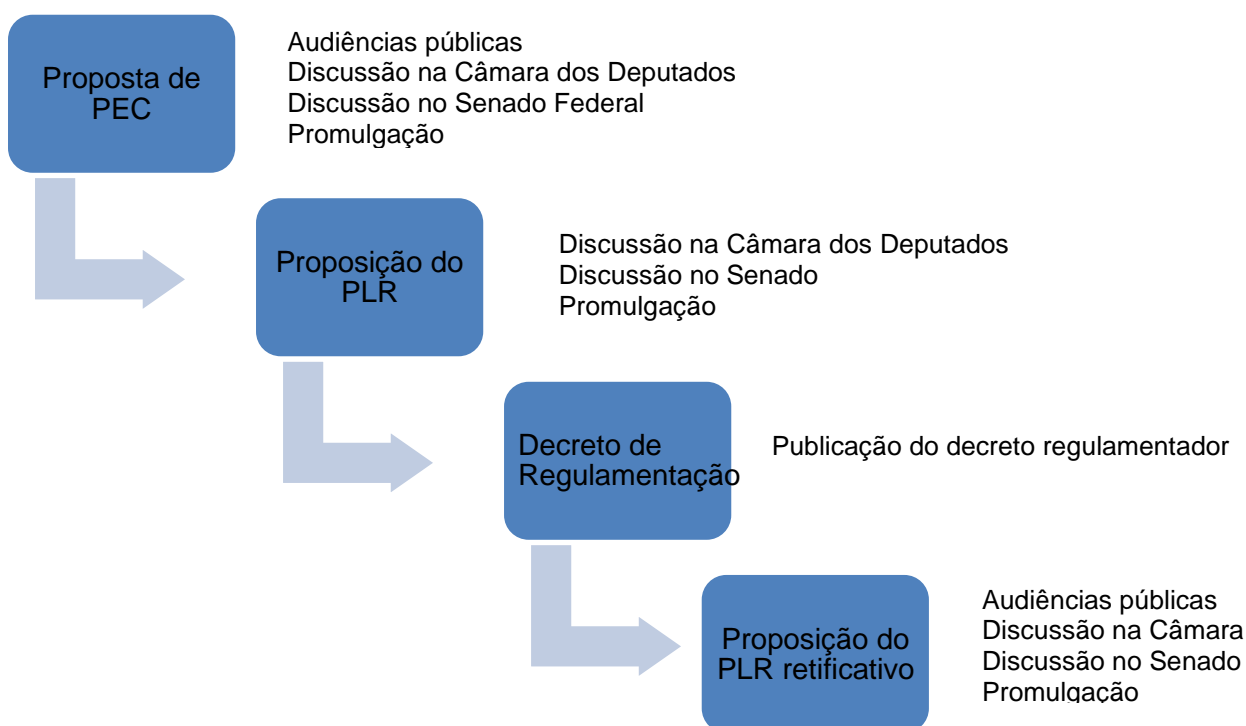 Proposta de
PEC
Audiências públicas
Discussão na Câmara dos Deputados
Discussão no Senado Federal
Promulgação
Proposição do
PLR
Discussão na Câmara dos Deputados
Discussão no Senado
Promulgação
Decreto de
Regulamentação
Publicação do decreto regulamentador
Proposição do
PLR retificativo
Audiências públicas
Discussão na Câmara
Discussão no Senado
Promulgação